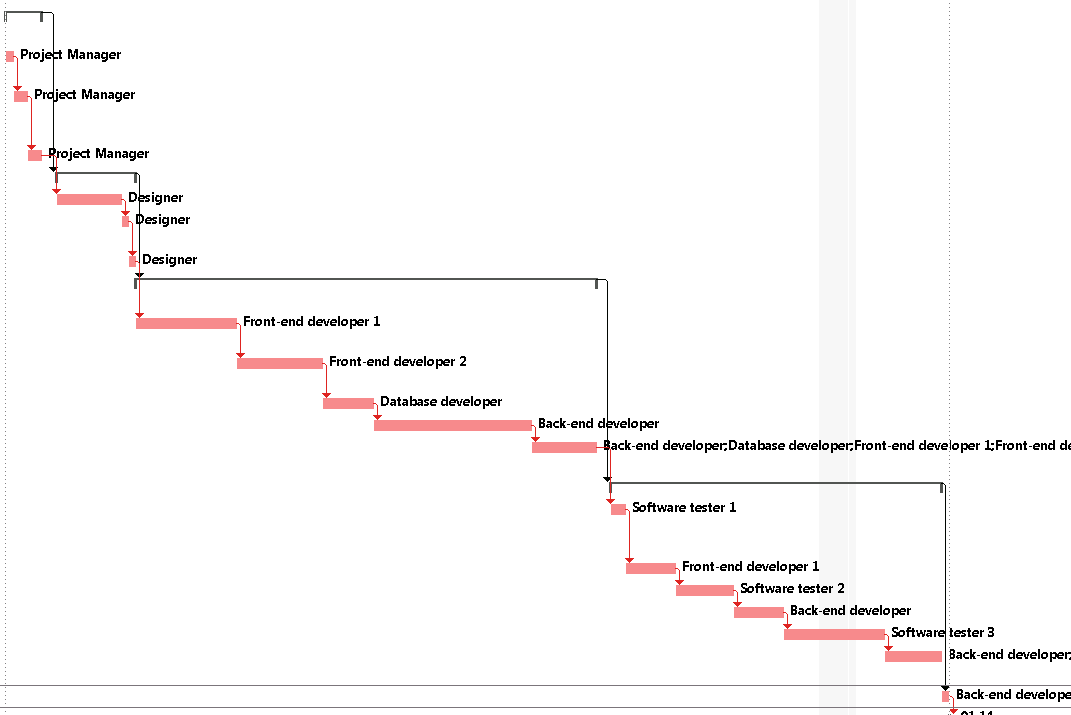 Project Manager
Project Manager
Project Manager
Designer
Designer
Designer
Front-end developer 1
Front-end developer 2
Database developer
Back-end developer
Back-end developer;Database developer;Front-end developer 1;Front-end de
Software tester 1
Front-end developer 1
Software tester 2
Back-end developer
Software tester 3
Back-end developer;
Back-end develope
01.14